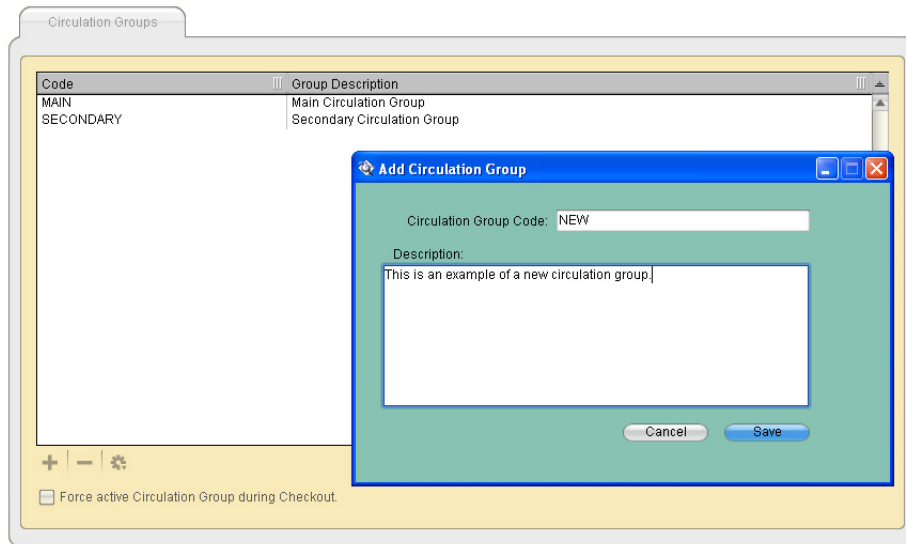 Circulation Groups
Code Group Description
MAIN Main Circulation Group
SECONDARY Secondary Circulation Group
Add Circulation Group
Circulation Group Code: NEW
Description:
This is an example of a new circulation group.
Cancel Save
Force active Circulation Group during Checkout.